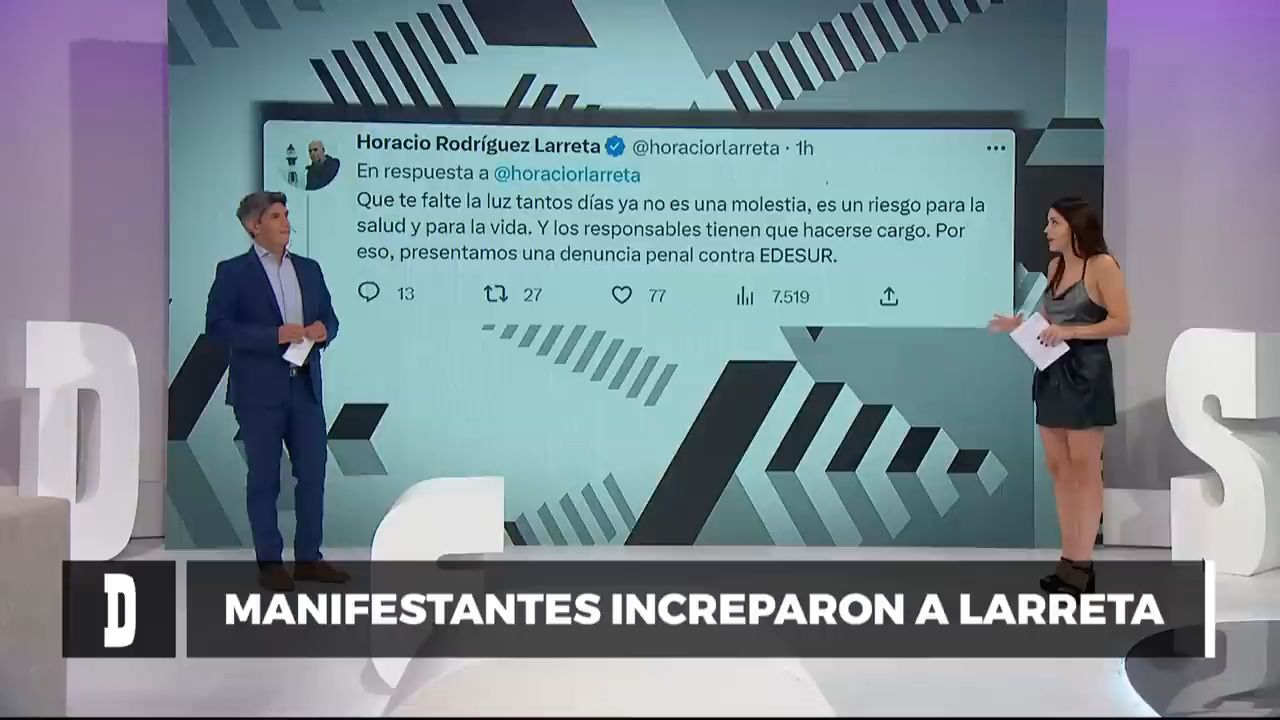 Horacio Rodríguez Larreta @horaciorlarreta · 1h
En respuesta a @horaciorlarreta
Que te falte la luz tantos días ya no es una molestia, es un riesgo para la
salud y para la vida. Y los responsables tienen que hacerse cargo. Por
eso, presentamos una denuncia penal contra EDESUR.
13 27 77 7.519
D
S
D MANIFESTANTES INCREPARON A LARRETA